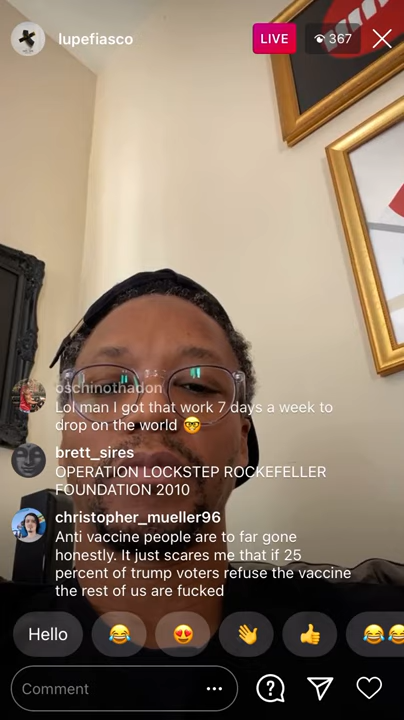 lupefiasco
LIVE
367
oschinothadon
Lol man I got that work 7 days a week to
drop on the world 🤓
brett_sires
OPERATION LOCKSTEP ROCKEFELLER
FOUNDATION 2010
christopher_mueller96
Anti vaccine people are to far gone
honestly. It just scares me that if 25
percent of trump voters refuse the vaccine
the rest of us are fucked
Hello 😂 😍 👋 👍 😂😂
Comment